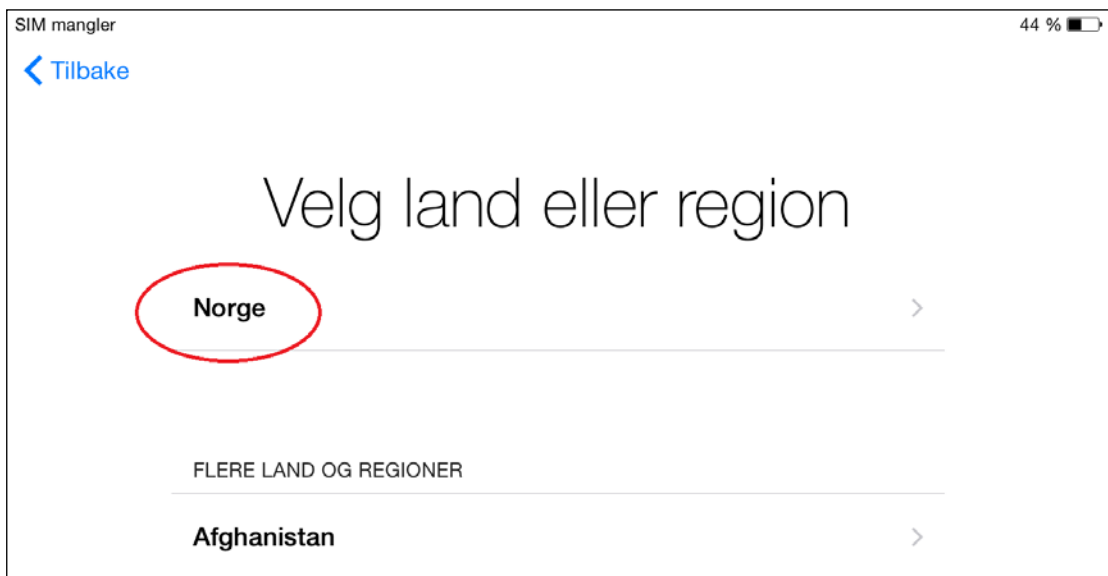 SIM mangler
44 %
Tilbake
Velg land eller region
Norge
FLERE LAND OG REGIONER
Afghanistan